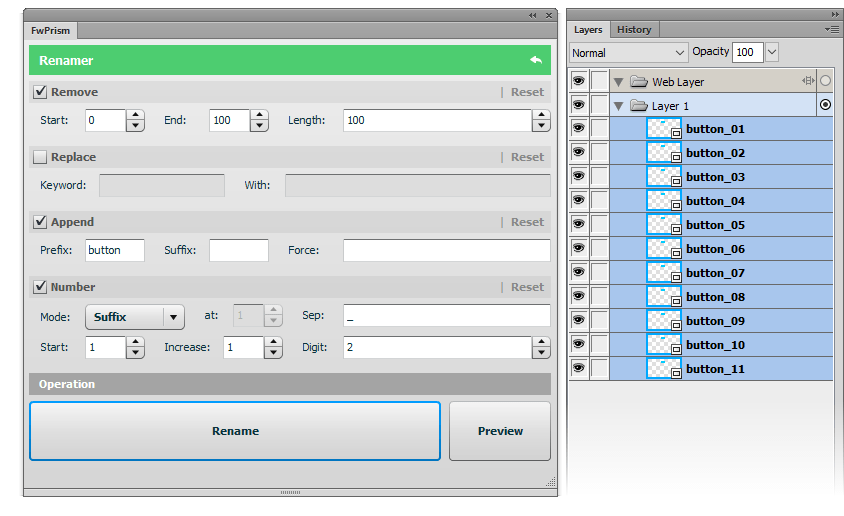 FwPrism
Renamer
Remove | Reset
Start: 0 End: 100 Length: 100
Replace | Reset
Keyword: With:
Append | Reset
Prefix: button Suffix: Force:
Number | Reset
Mode: Suffix at: 1 Sep: _
Start: 1 Increase: 1 Digit: 2
Operation
Rename Preview
Layers History
Normal Opacity 100
Web Layer
Layer 1
button_01
button_02
button_03
button_04
button_05
button_06
button_07
button_08
button_09
button_10
button_11